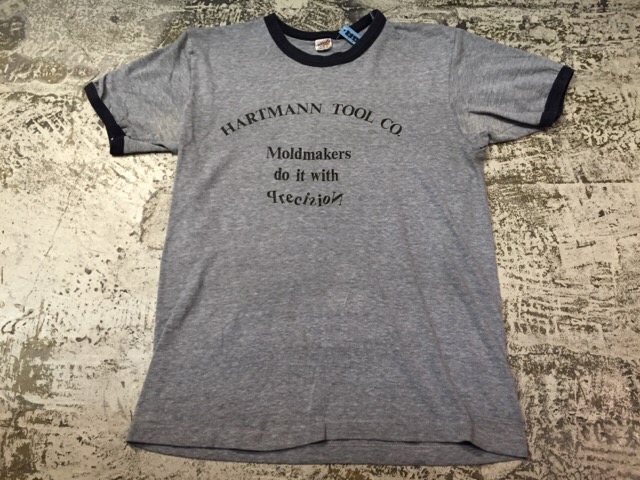 HARTMANN TOOL CO.
Moldmakers
do it with
PrecisioN